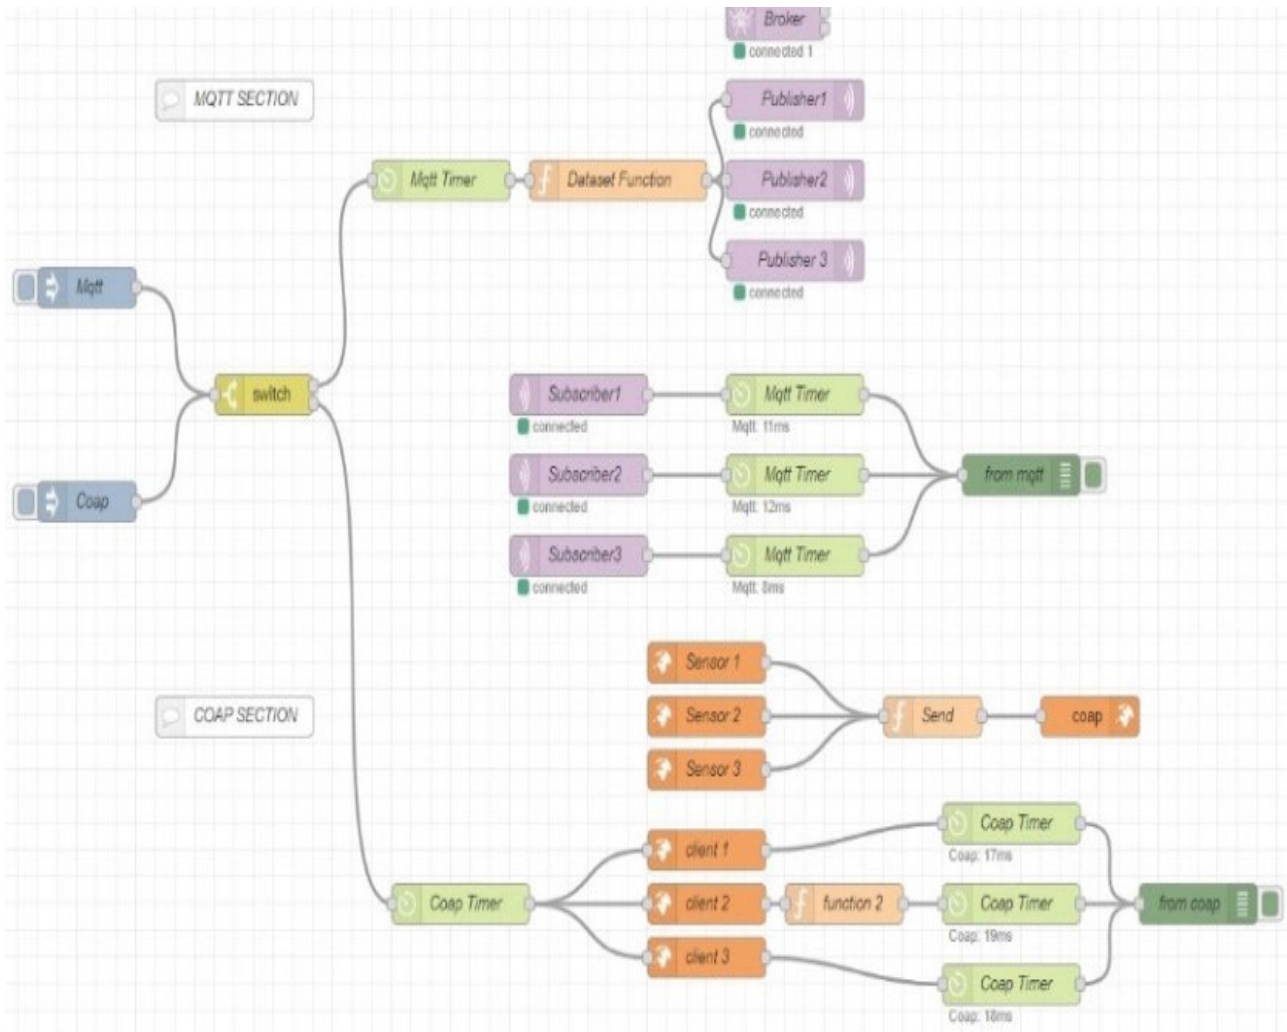 Broker
connected 1
MQTT SECTION
Publisher1
connected
Mqtt Timer
Dataset Function
Publisher2
connected
Publisher 3
connected
Mqtt
switch
Subscriber1
connected
Mqtt Timer
Mqtt: 11ms
Subscriber2
connected
Mqtt Timer
Mqtt: 12ms
from mqtt
Coap
Subscriber3
connected
Mqtt Timer
Mqtt: 8ms
Sensor 1
COAP SECTION
Sensor 2
Send
coap
Sensor 3
Coap Timer
Coap: 17ms
client 1
Coap Timer
client 2
function 2
Coap Timer
Coap: 19ms
from coap
client 3
Coap Timer
Coap: 18ms